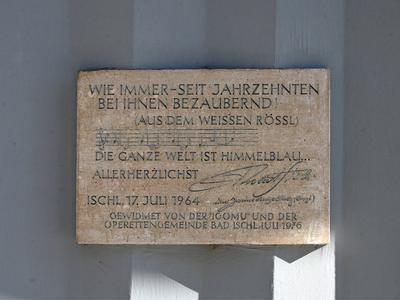 WIE IMMER-SEIT JAHRZEHNTEN
BEI IHNEN BEZAUBERND!
(AUS DEM WEISSEN RÖSSL)
DIE GANZE WELT IST HIMMELBLAU...
ALLERHERZLICHST
ISCHL, 17. JULI 1964
GEWIDMET VON DER "IGOMU" UND DER
OPERETTENGEMEINDE BAD ISCHL JULI 1976